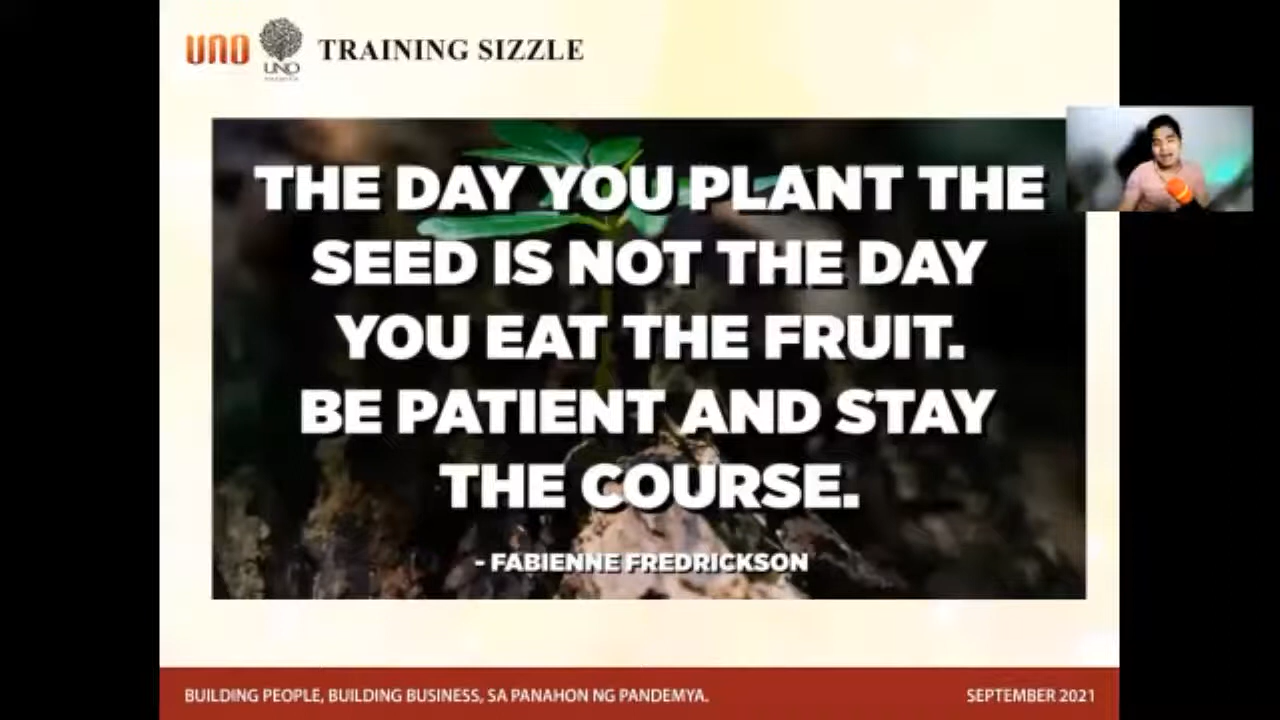 UNO
UNO
TRAINING SIZZLE
THE DAY YOU PLANT THE
SEED IS NOT THE DAY
YOU EAT THE FRUIT.
BE PATIENT AND STAY
THE COURSE.
- FABIENNE FREDRICKSON
BUILDING PEOPLE, BUILDING BUSINESS, SA PANAHON NG PANDEMYA.
SEPTEMBER 2021